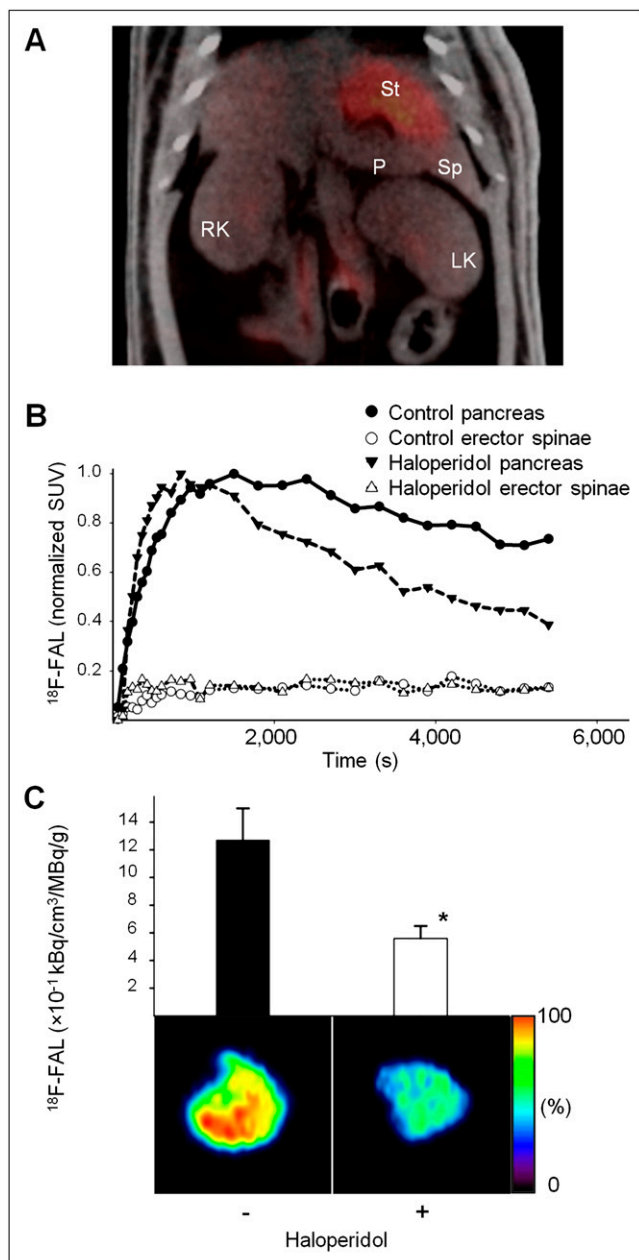 A
St
P
Sp
RK
LK
B
● Control pancreas
○ Control erector spinae
▼ Haloperidol pancreas
△ Haloperidol erector spinae
¹⁸F-FAL (normalized SUV)
1.0
0.8
0.6
0.4
0.2
2,000
4,000
6,000
Time (s)
C
¹⁸F-FAL (×10⁻¹ kBq/cm³/MBq/g)
14
12
10
8
6
4
2
*
100
(%)
0
-
+
Haloperidol